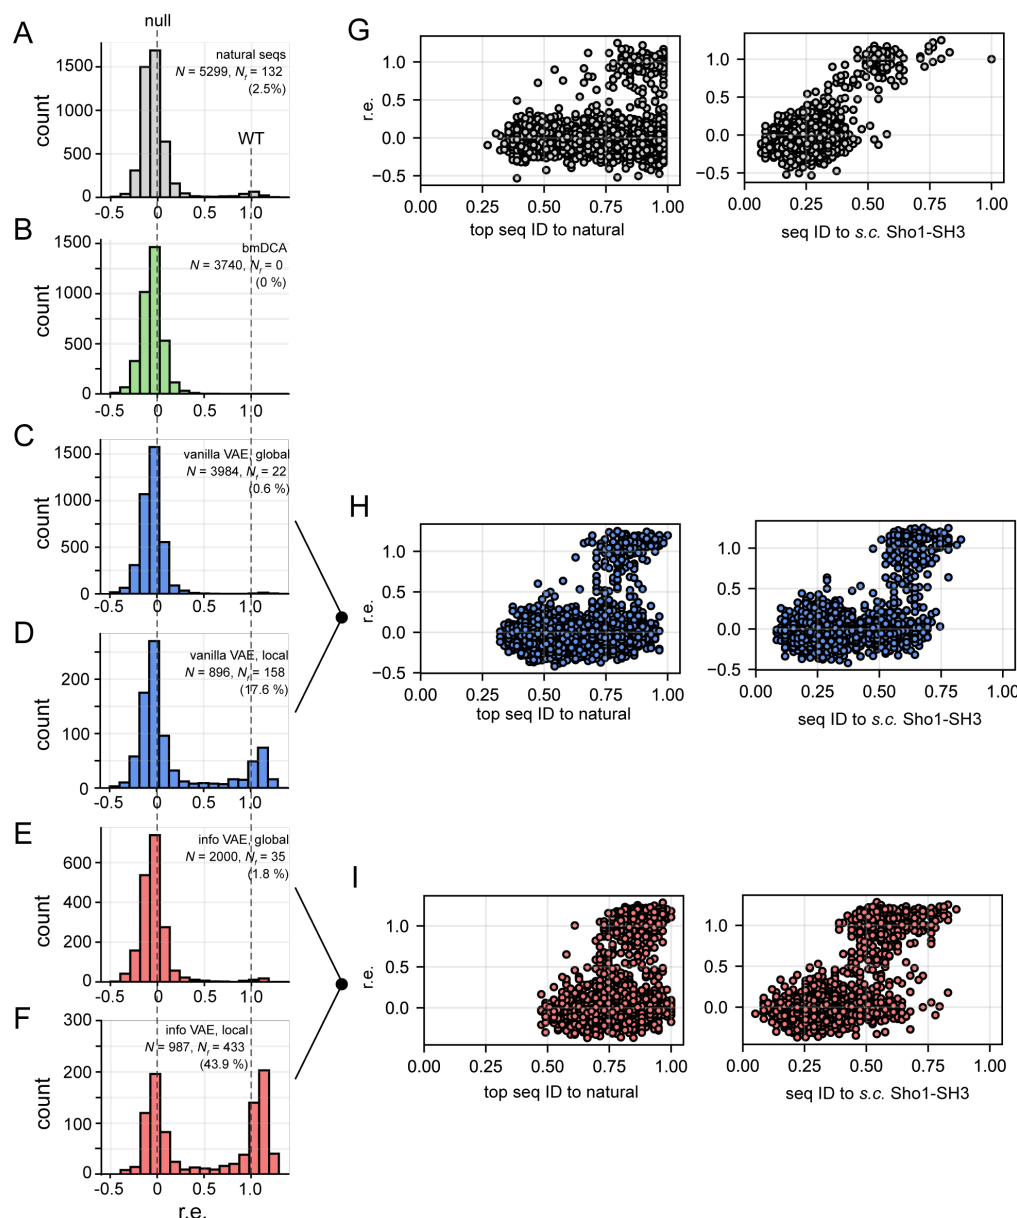 A
null
natural seqs
N = 5299, Nr = 132
(2.5%)
WT
count
1500
1000
500
0
-0.5
0
0.5
1.0
B
bmDCA
N = 3740, Nr = 0
(0 %)
count
1500
1000
500
0
-0.5
0
0.5
1.0
C
vanilla VAE, global
N = 3984, Nr = 22
(0.6 %)
count
1500
1000
500
0
-0.5
0
0.5
1.0
D
vanilla VAE, local
N = 896, Nr = 158
(17.6 %)
count
200
100
0
-0.5
0
0.5
1.0
E
info VAE, global
N = 2000, Nr = 35
(1.8 %)
count
600
400
200
0
-0.5
0
0.5
1.0
F
info VAE, local
N = 987, Nr = 433
(43.9 %)
count
300
200
100
0
-0.5
0
0.5
1.0
r.e.
G
r.e.
1.0
0.5
0.0
−0.5
0.00
0.25
0.50
0.75
1.00
top seq ID to natural
1.0
0.5
0.0
−0.5
0.00
0.25
0.50
0.75
1.00
seq ID to s.c. Sho1-SH3
H
r.e.
1.0
0.5
0.0
−0.5
0.00
0.25
0.50
0.75
1.00
top seq ID to natural
1.0
0.5
0.0
−0.5
0.00
0.25
0.50
0.75
1.00
seq ID to s.c. Sho1-SH3
I
r.e.
1.0
0.5
0.0
0.00
0.25
0.50
0.75
1.00
top seq ID to natural
1.0
0.5
0.0
0.00
0.25
0.50
0.75
1.00
seq ID to s.c. Sho1-SH3